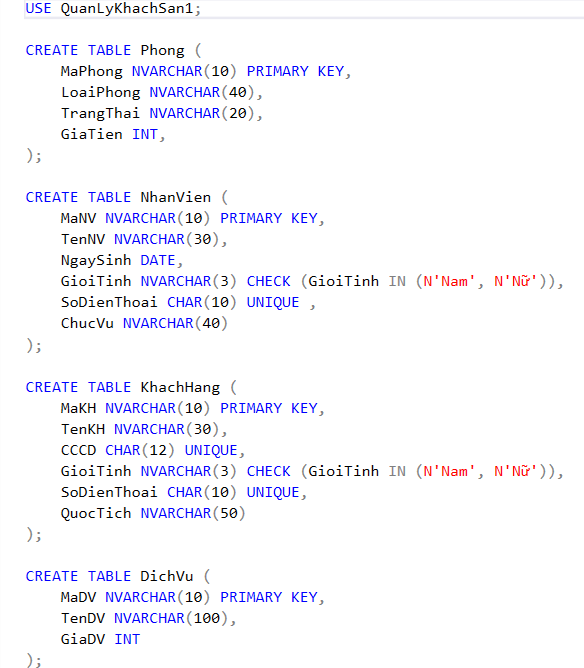 USE QuanLyKhachSan1;
CREATE TABLE Phong (
MaPhong NVARCHAR(10) PRIMARY KEY,
LoaiPhong NVARCHAR(40),
TrangThai NVARCHAR(20),
GiaTien INT,
);
CREATE TABLE NhanVien (
MaNV NVARCHAR(10) PRIMARY KEY,
TenNV NVARCHAR(30),
NgaySinh DATE,
GioiTinh NVARCHAR(3) CHECK (GioiTinh IN (N'Nam', N'Nữ')),
SoDienThoai CHAR(10) UNIQUE ,
ChucVu NVARCHAR(40)
);
CREATE TABLE KhachHang (
MaKH NVARCHAR(10) PRIMARY KEY,
TenKH NVARCHAR(30),
CCCD CHAR(12) UNIQUE,
GioiTinh NVARCHAR(3) CHECK (GioiTinh IN (N'Nam', N'Nữ')),
SoDienThoai CHAR(10) UNIQUE,
QuocTich NVARCHAR(50)
);
CREATE TABLE DichVu (
MaDV NVARCHAR(10) PRIMARY KEY,
TenDV NVARCHAR(100),
GiaDV INT
);